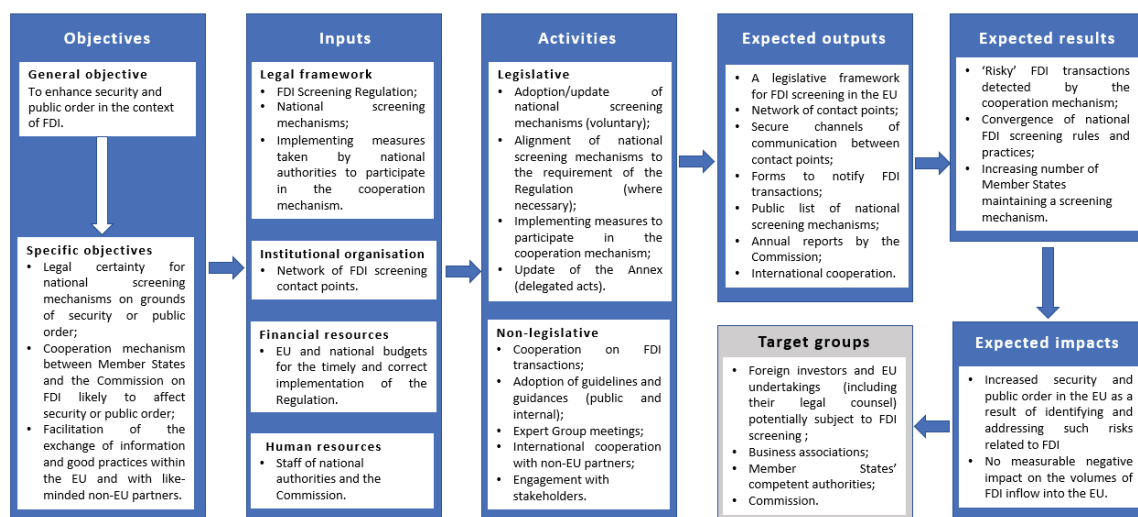 Objectives
General objective
To enhance security and
public order in the context
of FDI.
Specific objectives
• Legal certainty for
national screening
mechanisms on grounds
of security or public
order;
• Cooperation mechanism
between Member States
and the Commission on
FDI likely to affect
security or public order;
• Facilitation of the
exchange of information
and good practices within
the EU and with like-
minded non-EU partners.
Inputs
Legal framework
• FDI Screening Regulation;
• National screening
mechanisms;
• Implementing measures
taken by national
authorities to participate
in the cooperation
mechanism.
Institutional organisation
• Network of FDI screening
contact points.
Financial resources
• EU and national budgets
for the timely and correct
implementation of the
Regulation.
Human resources
• Staff of national
authorities and the
Commission.
Activities
Legislative
• Adoption/update of
national screening
mechanisms (voluntary);
• Alignment of national
screening mechanisms to
the requirement of the
Regulation (where
necessary);
• Implementing measures to
participate in the
cooperation mechanism;
• Update of the Annex
(delegated acts).
Non-legislative
• Cooperation on FDI
transactions;
• Adoption of guidelines and
guidances (public and
internal);
• Expert Group meetings;
• International cooperation
with non-EU partners;
• Engagement with
stakeholders.
Expected outputs
• A legislative framework
for FDI screening in the EU
• Network of contact points;
• Secure channels of
communication between
contact points;
• Forms to notify FDI
transactions;
• Public list of national
screening mechanisms;
• Annual reports by the
Commission;
• International cooperation.
Expected results
• ‘Risky’ FDI transactions
detected by the
cooperation mechanism;
• Convergence of national
FDI screening rules and
practices;
• Increasing number of
Member States
maintaining a screening
mechanism.
Expected impacts
• Increased security and
public order in the EU as a
result of identifying and
addressing such risks
related to FDI
• No measurable negative
impact on the volumes of
FDI inflow into the EU.
Target groups
• Foreign investors and EU
undertakings (including
their legal counsel)
potentially subject to FDI
screening ;
• Business associations;
• Member States’
competent authorities;
• Commission.